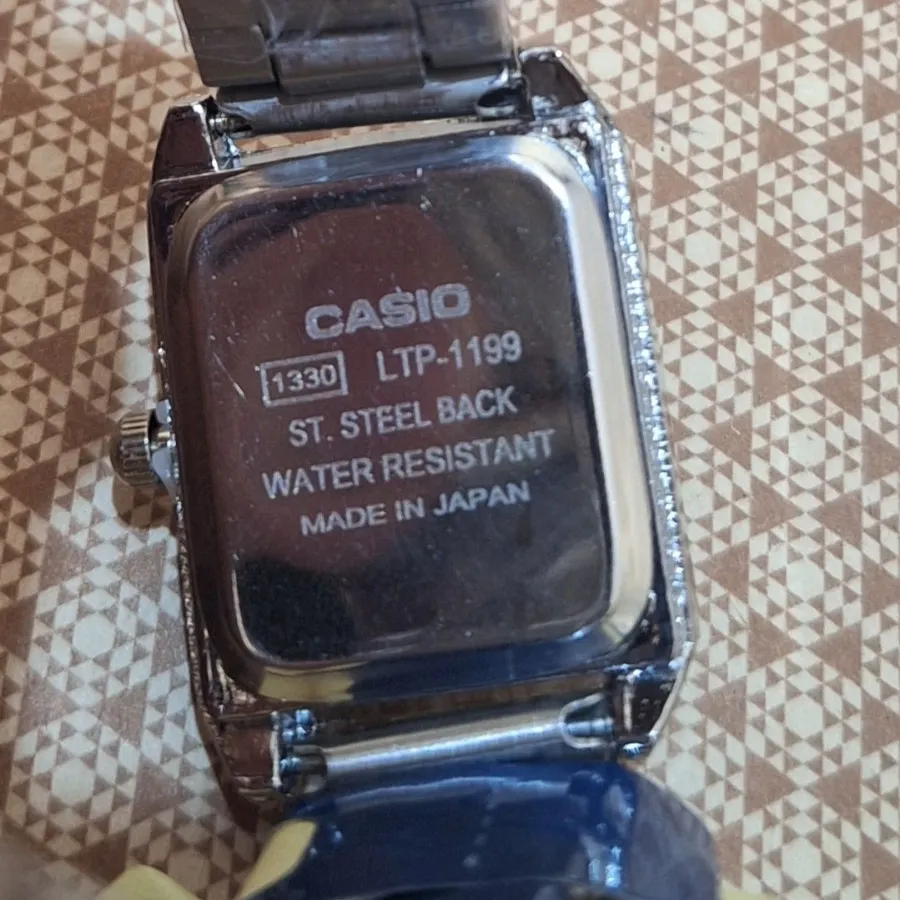 CASIO
1330 LTP-1199
ST. STEEL BACK
WATER RESISTANT
MADE IN JAPAN